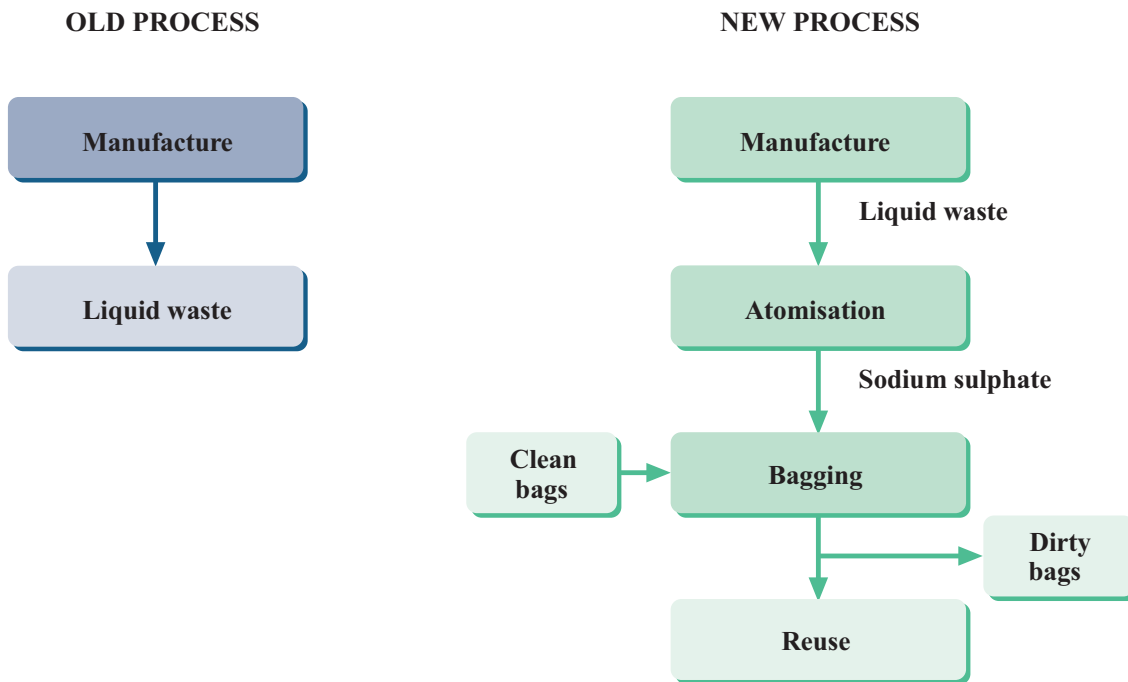 OLD PROCESS
Manufacture
Liquid waste
NEW PROCESS
Manufacture
Liquid waste
Atomisation
Sodium sulphate
Clean
bags
Bagging
Dirty
bags
Reuse